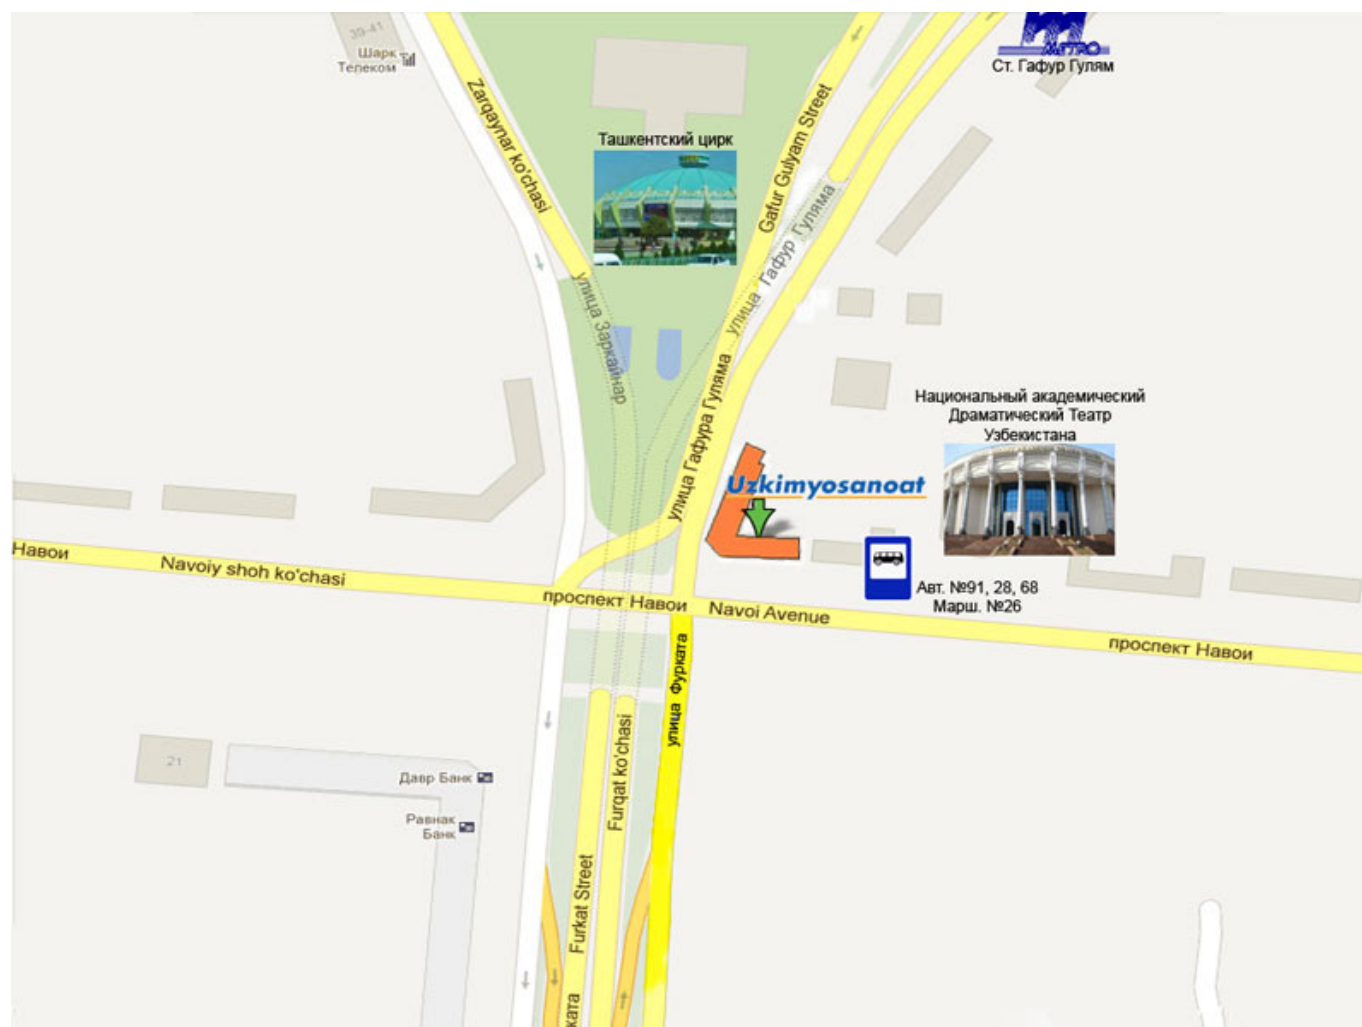 39-41
Шарк
Телеком
METRO
Ст. Гафур Гулям
Zarqaynar ko'chasi
Ташкентский цирк
Gafur Gulyam Street
улица Гафур Гуляма
улица Заркайнар
улица Гафура Гуляма
Национальный академический
Драматический Театр
Узбекистана
Uzkimyosanoat
Навои
Navoiy shoh ko'chasi
проспект Навои
Navoi Avenue
Авт. №91, 28, 68
Марш. №26
проспект Навои
улица Фурката
21
Давр Банк
Равнак
Банк
Furqat ko'chasi
Furkat Street
ката